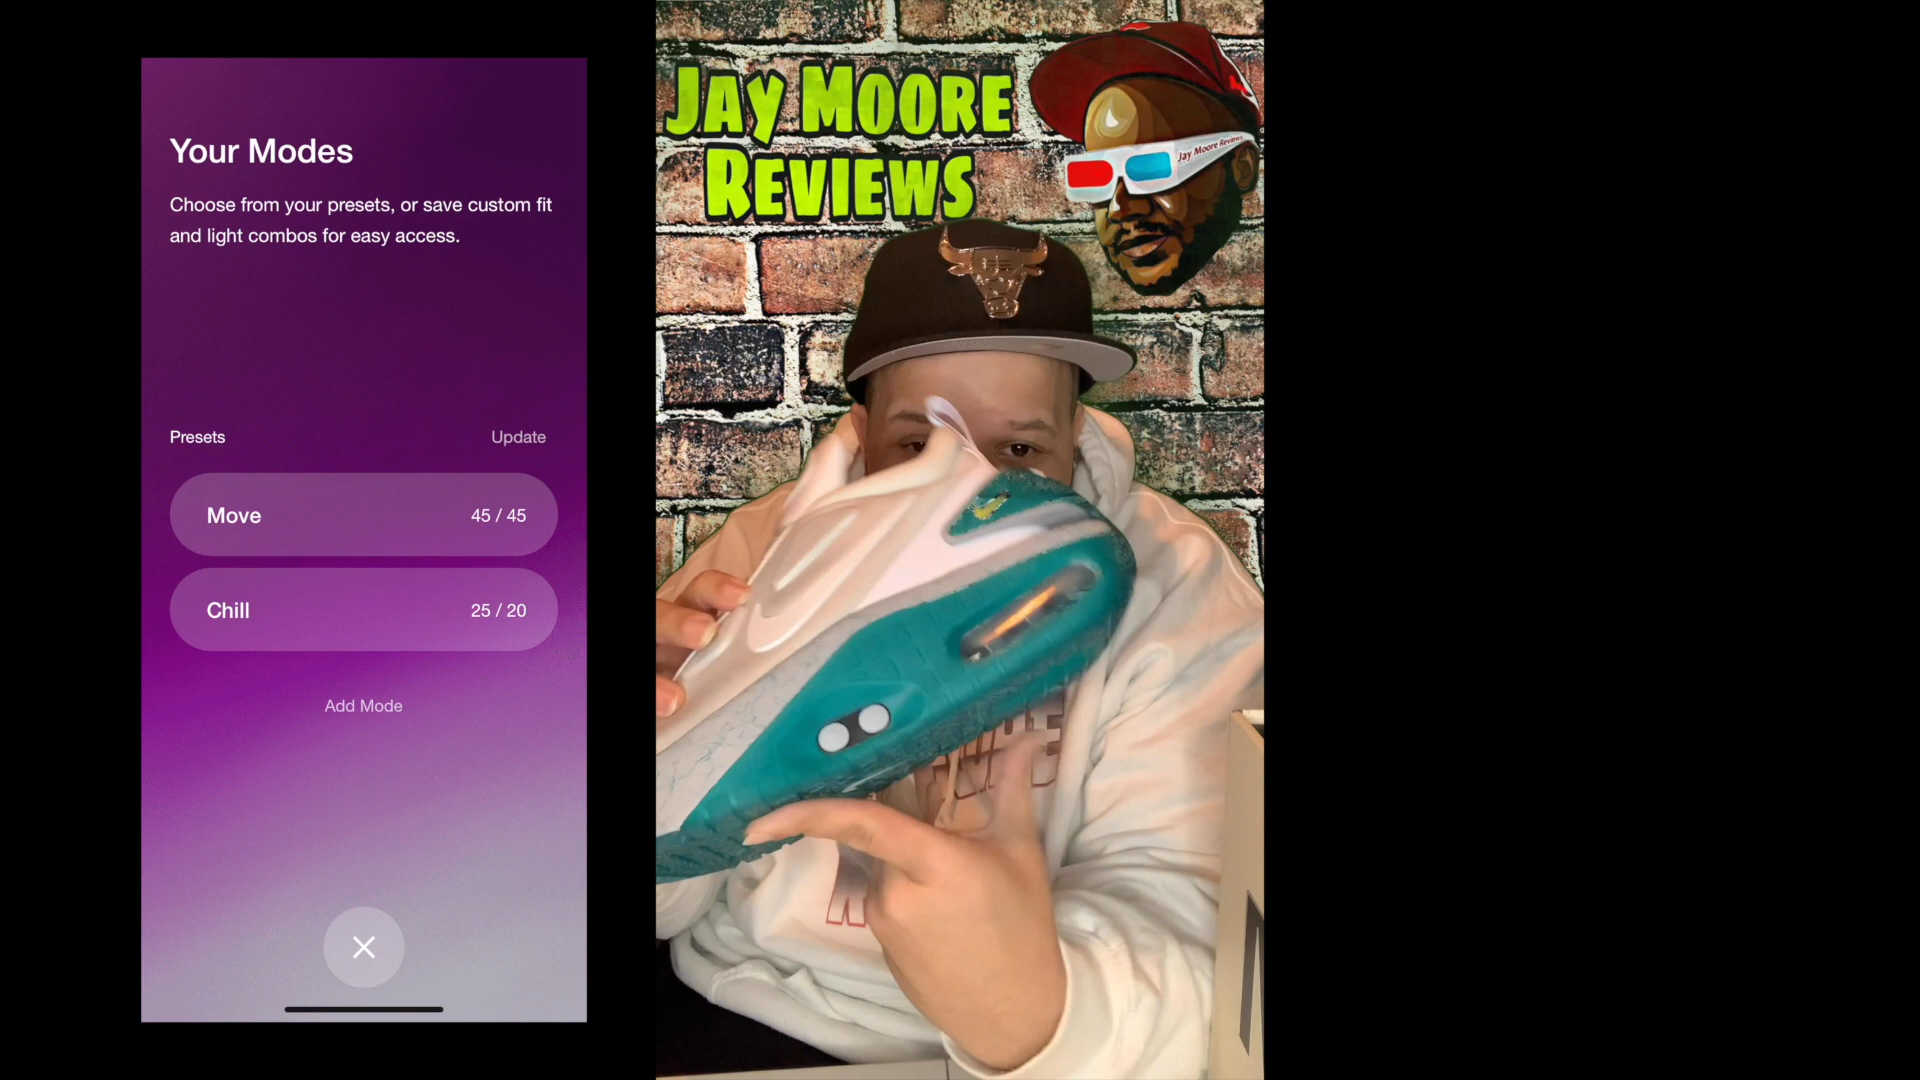 Your Modes
Choose from your presets, or save custom fit
and light combos for easy access.
Presets
Update
Move
45 / 45
Chill
25 / 20
Add Mode
JAY MOORE
REVIEWS
Jay Moore Reviews